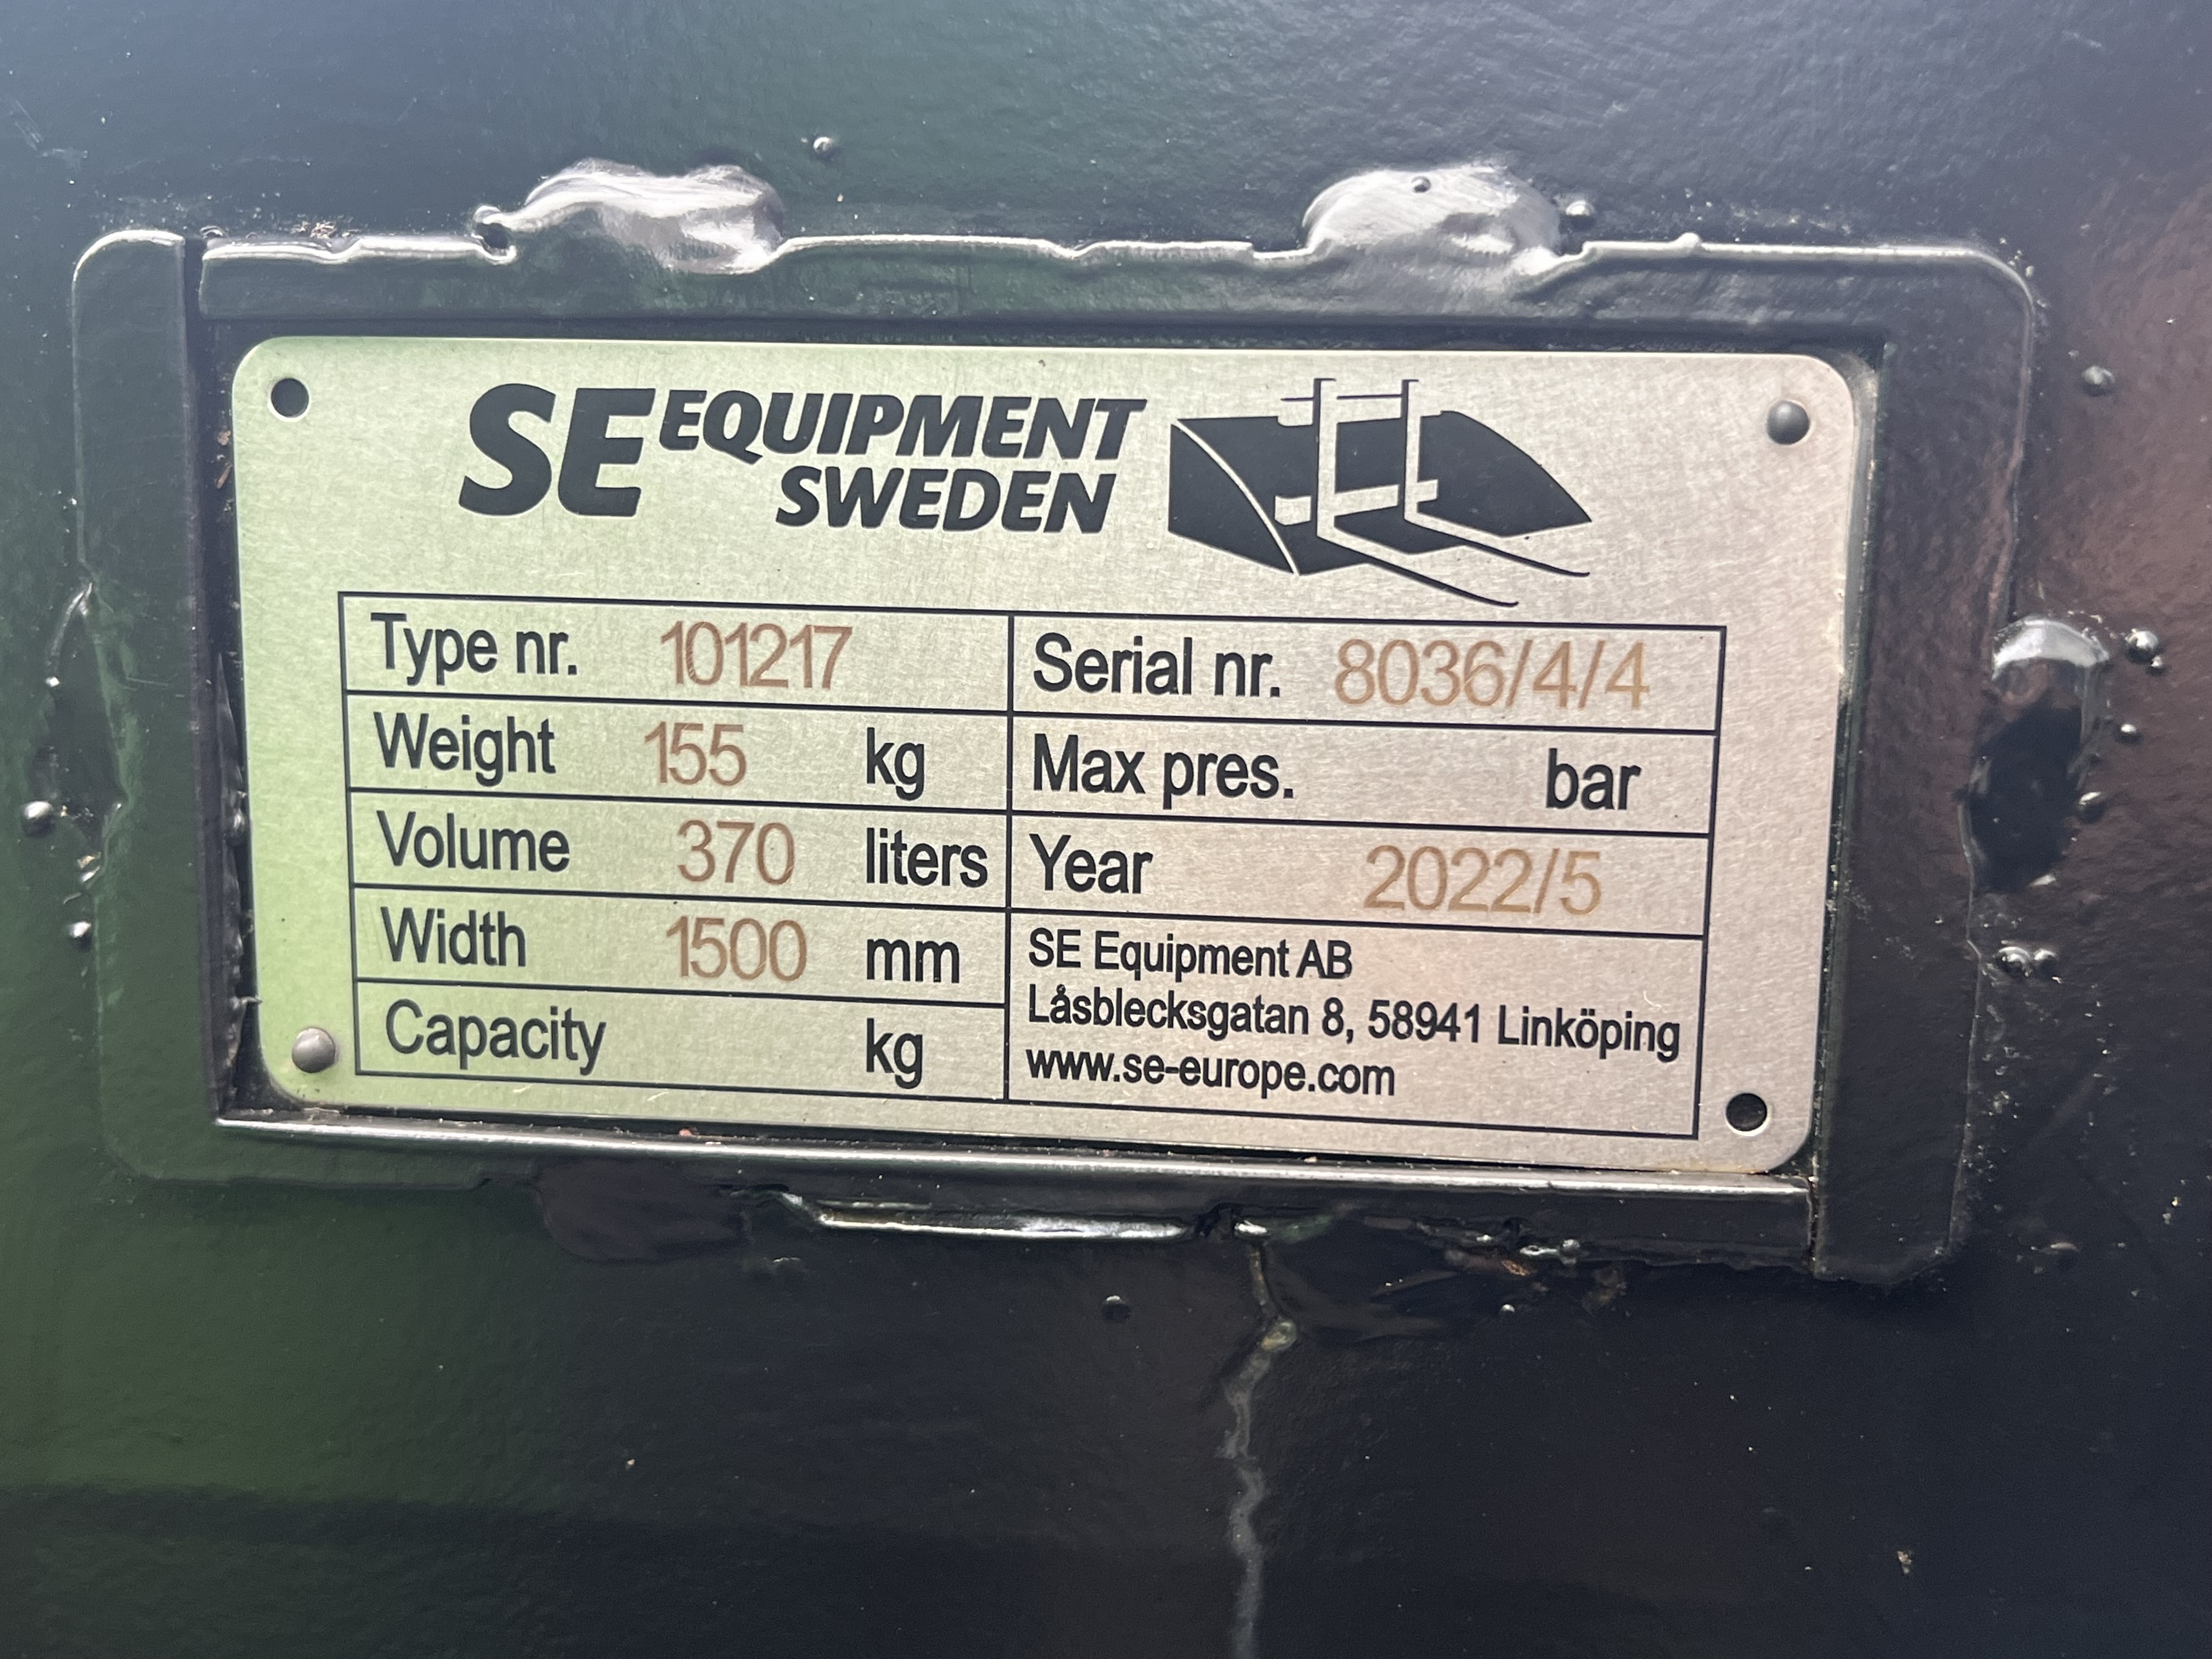 SE EQUIPMENT
SWEDEN
Type nr. 101217
Weight 155 kg
Volume 370 liters
Width 1500 mm
Capacity kg
Serial nr. 8036/4/4
Max pres. bar
Year 2022/5
SE Equipment AB
Låsblecksgatan 8, 58941 Linköping
www.se-europe.com